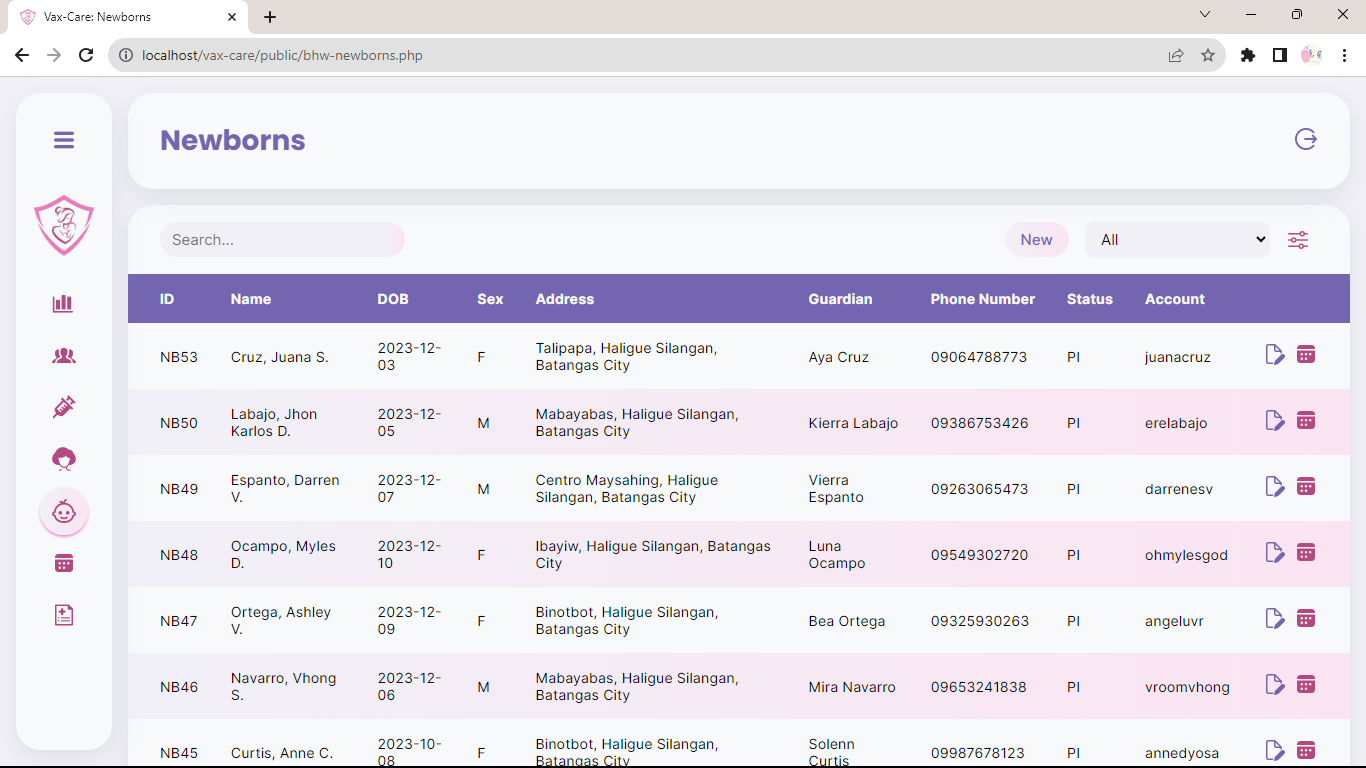 Vax-Care: Newborns
localhost/vax-care/public/bhw-newborns.php
Newborns
Search...
New
All
ID Name DOB Sex Address Guardian Phone Number Status Account
NB53 Cruz, Juana S. 2023-12-03 F Talipapa, Haligue Silangan, Batangas City Aya Cruz 09064788773 PI juanacruz
NB50 Labajo, Jhon Karlos D. 2023-12-05 M Mabayabas, Haligue Silangan, Batangas City Kierra Labajo 09386753426 PI erelabajo
NB49 Espanto, Darren V. 2023-12-07 M Centro Maysahing, Haligue Silangan, Batangas City Vierra Espanto 09263065473 PI darrenesv
NB48 Ocampo, Myles D. 2023-12-10 F Ibayiw, Haligue Silangan, Batangas City Luna Ocampo 09549302720 PI ohmylesgod
NB47 Ortega, Ashley V. 2023-12-09 F Binotbot, Haligue Silangan, Batangas City Bea Ortega 09325930263 PI angeluvr
NB46 Navarro, Vhong S. 2023-12-06 M Mabayabas, Haligue Silangan, Batangas City Mira Navarro 09653241838 PI vroomvhong
NB45 Curtis, Anne C. 2023-10-08 F Binotbot, Haligue Silangan, Batangas City Solenn Curtis 09987678123 PI annedyosa